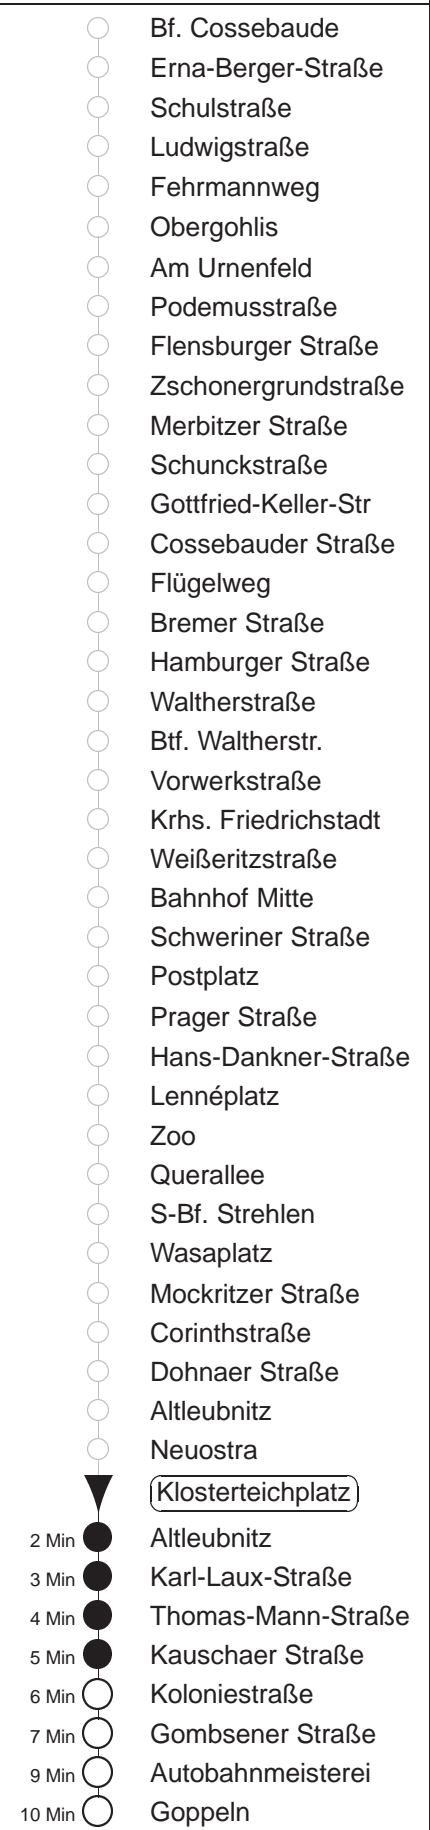 Bf. Cossebaude
Erna-Berger-Straße
Schulstraße
Ludwigstraße
Fehrmannweg
Obergohlis
Am Urnenfeld
Podemusstraße
Flensburger Straße
Zschonergrundstraße
Merbitzer Straße
Schunckstraße
Gottfried-Keller-Str
Cossebauder Straße
Flügelweg
Bremer Straße
Hamburger Straße
Waltherstraße
Btf. Waltherstr.
Vorwerkstraße
Krhs. Friedrichstadt
Weißeritzstraße
Bahnhof Mitte
Schweriner Straße
Postplatz
Prager Straße
Hans-Dankner-Straße
Lennéplatz
Zoo
Querallee
S-Bf. Strehlen
Wasaplatz
Mockritzer Straße
Corinthstraße
Dohnaer Straße
Altleubnitz
Neuostra
Klosterteichplatz
2 Min Altleubnitz
3 Min Karl-Laux-Straße
4 Min Thomas-Mann-Straße
5 Min Kauschaer Straße
6 Min Koloniestraße
7 Min Gombsener Straße
9 Min Autobahnmeisterei
10 Min Goppeln